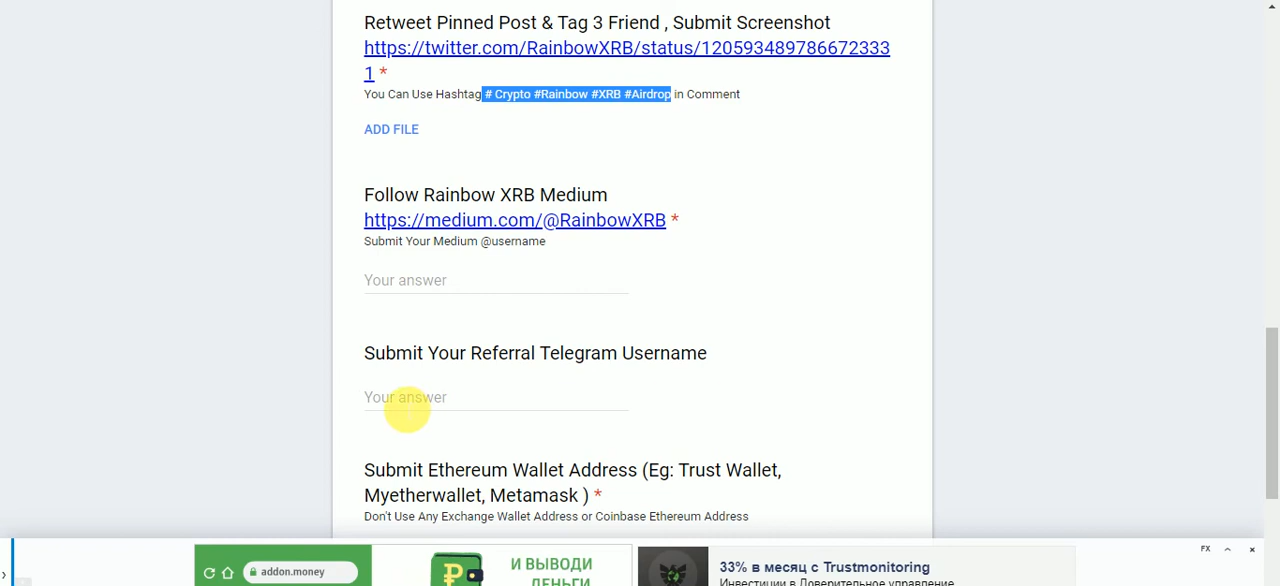 Retweet Pinned Post & Tag 3 Friend , Submit Screenshot
https://twitter.com/RainbowXRB/status/120593489786672333
1 *
You Can Use Hashtag # Crypto #Rainbow #XRB #Airdrop in Comment
ADD FILE
Follow Rainbow XRB Medium
https://medium.com/@RainbowXRB *
Submit Your Medium @username
Your answer
Submit Your Referral Telegram Username
Your answer
Submit Ethereum Wallet Address (Eg: Trust Wallet,
Myetherwallet, Metamask ) *
Don't Use Any Exchange Wallet Address or Coinbase Ethereum Address
FX
addon.money
И ВЫВОДИ
ДЕНЬГИ
33% в месяц с Trustmonitoring
Инвестиции в Доверительное управление